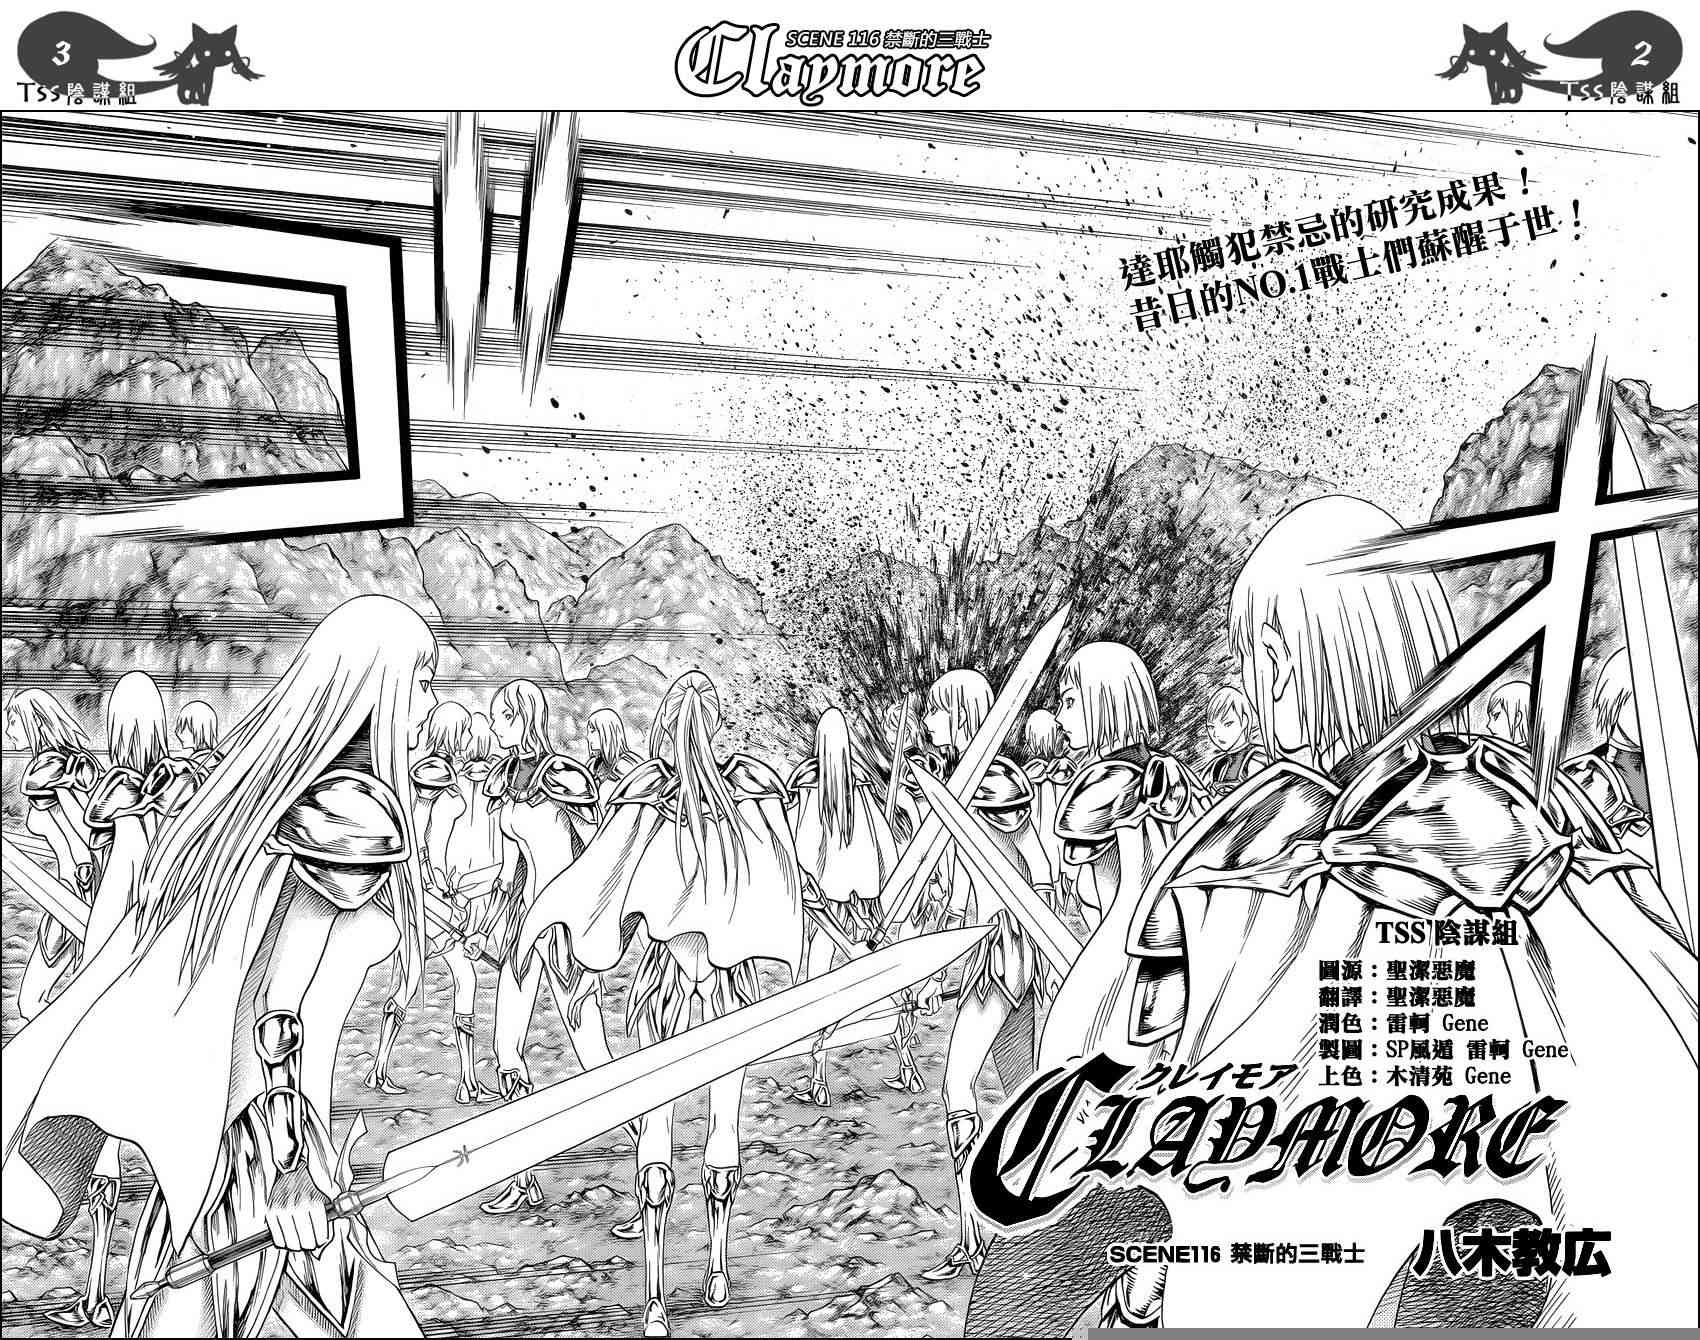 3
TSS陰謀組
SCENE 116 禁斷的三戰士
Claymore
2
TSS陰謀組
達耶觸犯禁忌的研究成果！
昔日的NO.1戰士們蘇醒于世！
TSS 陰謀組
圖源：聖潔惡魔
翻譯：聖潔惡魔
潤色：雷軻 Gene
製圖：SP風遁 雷軻 Gene
上色：木清苑 Gene
クレイモア
CLAYMORE
SCENE116 禁斷的三戰士
八木教広